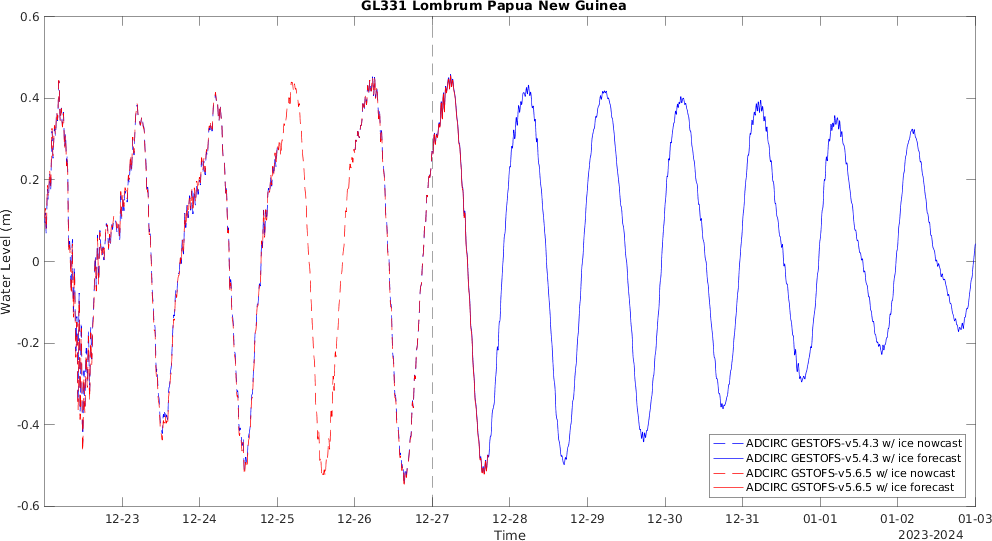 GL331 Lombrum Papua New Guinea
0.6
0.4
0.2
0
-0.2
-0.4
-0.6
Water Level (m)
ADCIRC GESTOFS-v5.4.3 w/ ice nowcast
ADCIRC GESTOFS-v5.4.3 w/ ice forecast
ADCIRC GSTOFS-v5.6.5 w/ ice nowcast
ADCIRC GSTOFS-v5.6.5 w/ ice forecast
12-23 12-24 12-25 12-26 12-27 12-28 12-29 12-30 12-31 01-01 01-02 01-03
Time
2023-2024